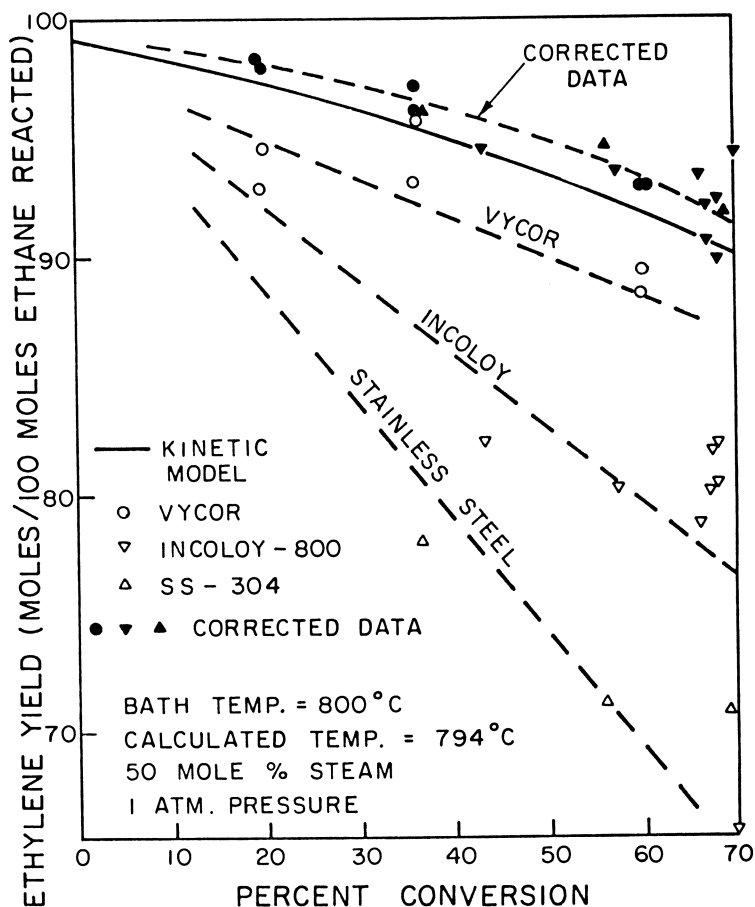 ETHYLENE YIELD (MOLES/100 MOLES ETHANE REACTED)
100
90
80
70
CORRECTED
DATA
VYCOR
INCOLOY
STAINLESS STEEL
KINETIC
MODEL
VYCOR
INCOLOY-800
SS-304
CORRECTED DATA
BATH TEMP. = 800°C
CALCULATED TEMP. = 794°C
50 MOLE % STEAM
1 ATM. PRESSURE
0 10 20 30 40 50 60 70
PERCENT CONVERSION